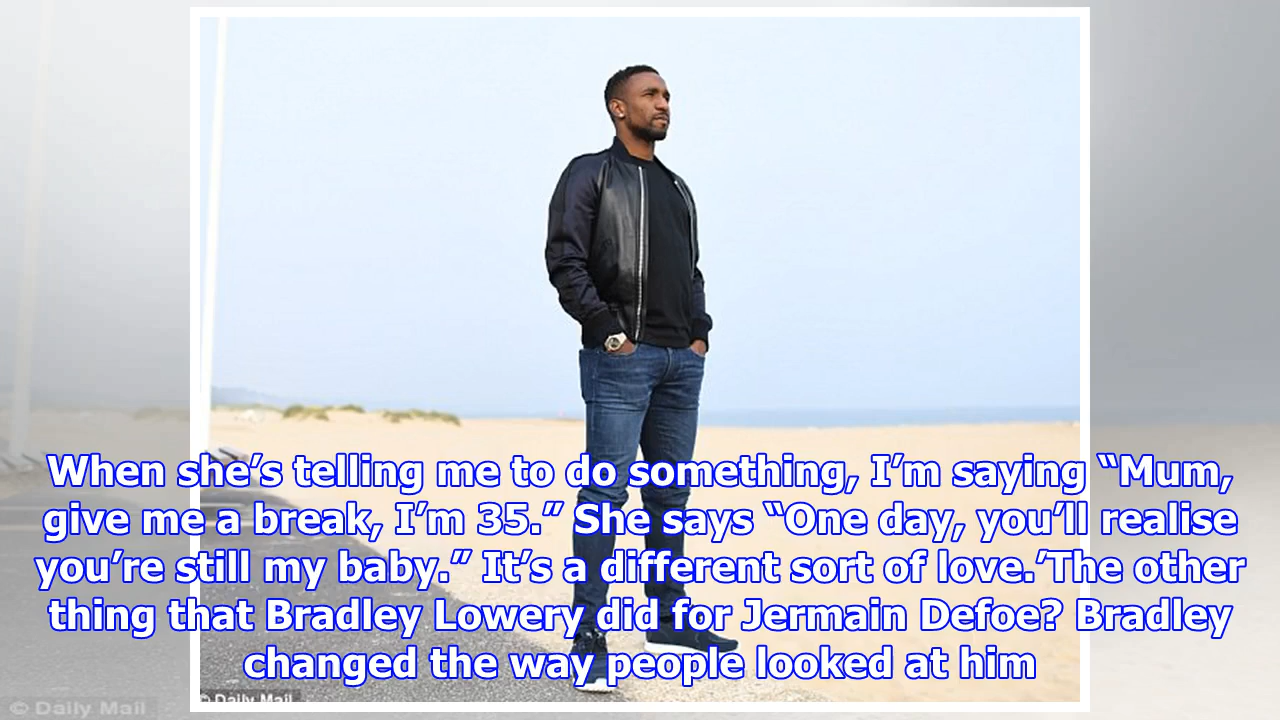 When she’s telling me to do something, I’m saying “Mum,
give me a break, I’m 35.” She says “One day, you’ll realise
you’re still my baby.” It’s a different sort of love.’The other
thing that Bradley Lowery did for Jermain Defoe? Bradley
changed the way people looked at him
© Daily Mail
© Daily Mail